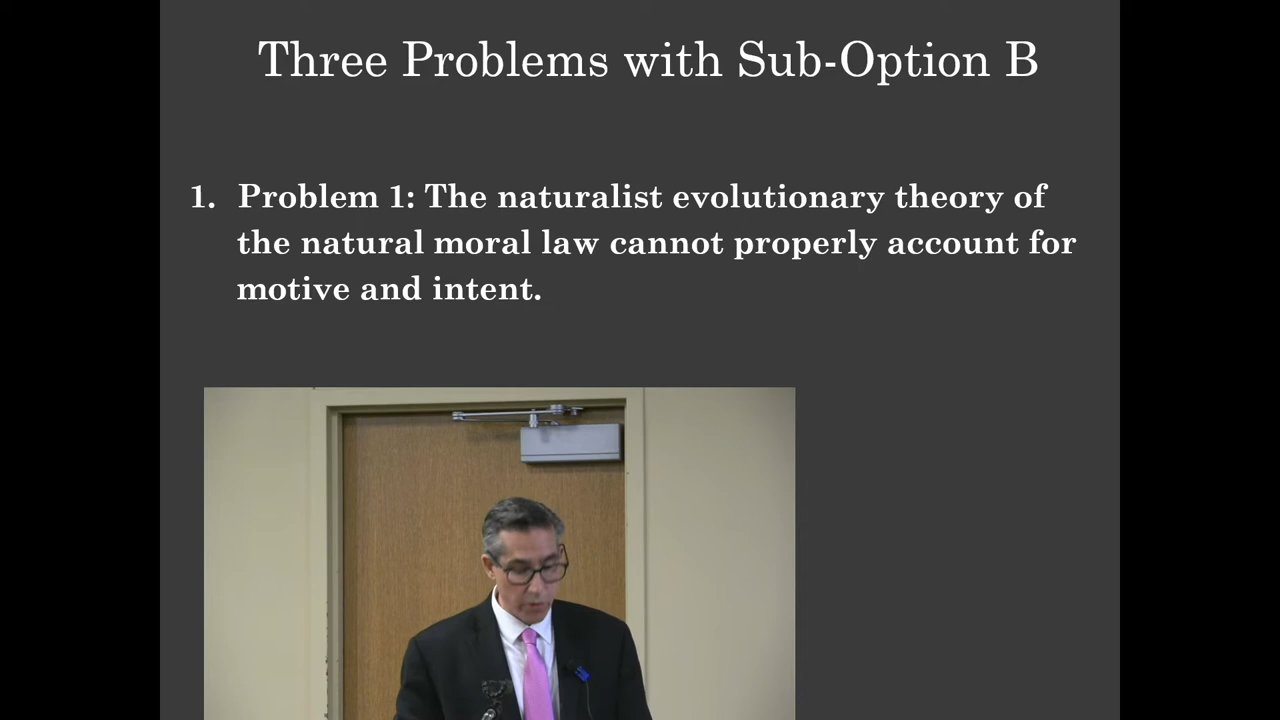 Three Problems with Sub-Option B
1. Problem 1: The naturalist evolutionary theory of
the natural moral law cannot properly account for
motive and intent.